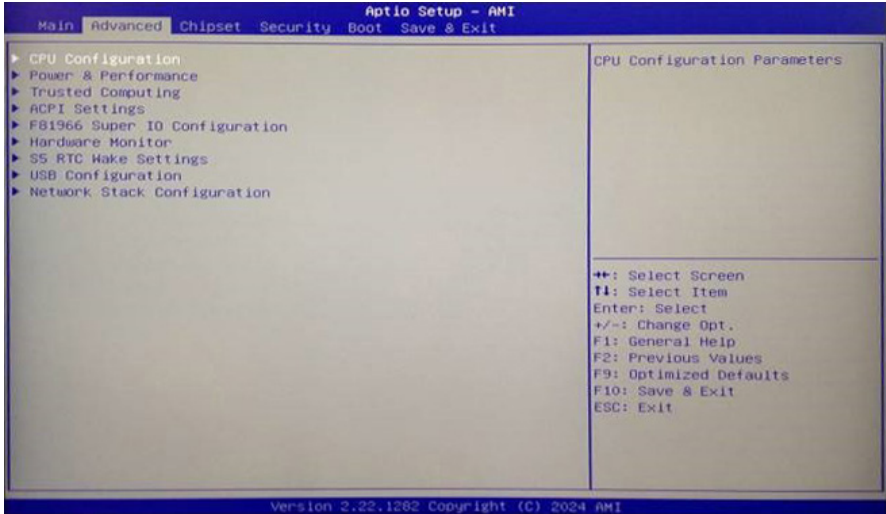 Aptio Setup - AMI
Main Advanced Chipset Security Boot Save & Exit
► CPU Configuration
► Power & Performance
► Trusted Computing
► ACPI Settings
► F81966 Super IO Configuration
► Hardware Monitor
► S5 RTC Wake Settings
► USB Configuration
► Network Stack Configuration
CPU Configuration Parameters
→←: Select Screen
↑↓: Select Item
Enter: Select
+/-: Change Opt.
F1: General Help
F2: Previous Values
F9: Optimized Defaults
F10: Save & Exit
ESC: Exit
Version 2.22.1282 Copyright (C) 2024 AMI